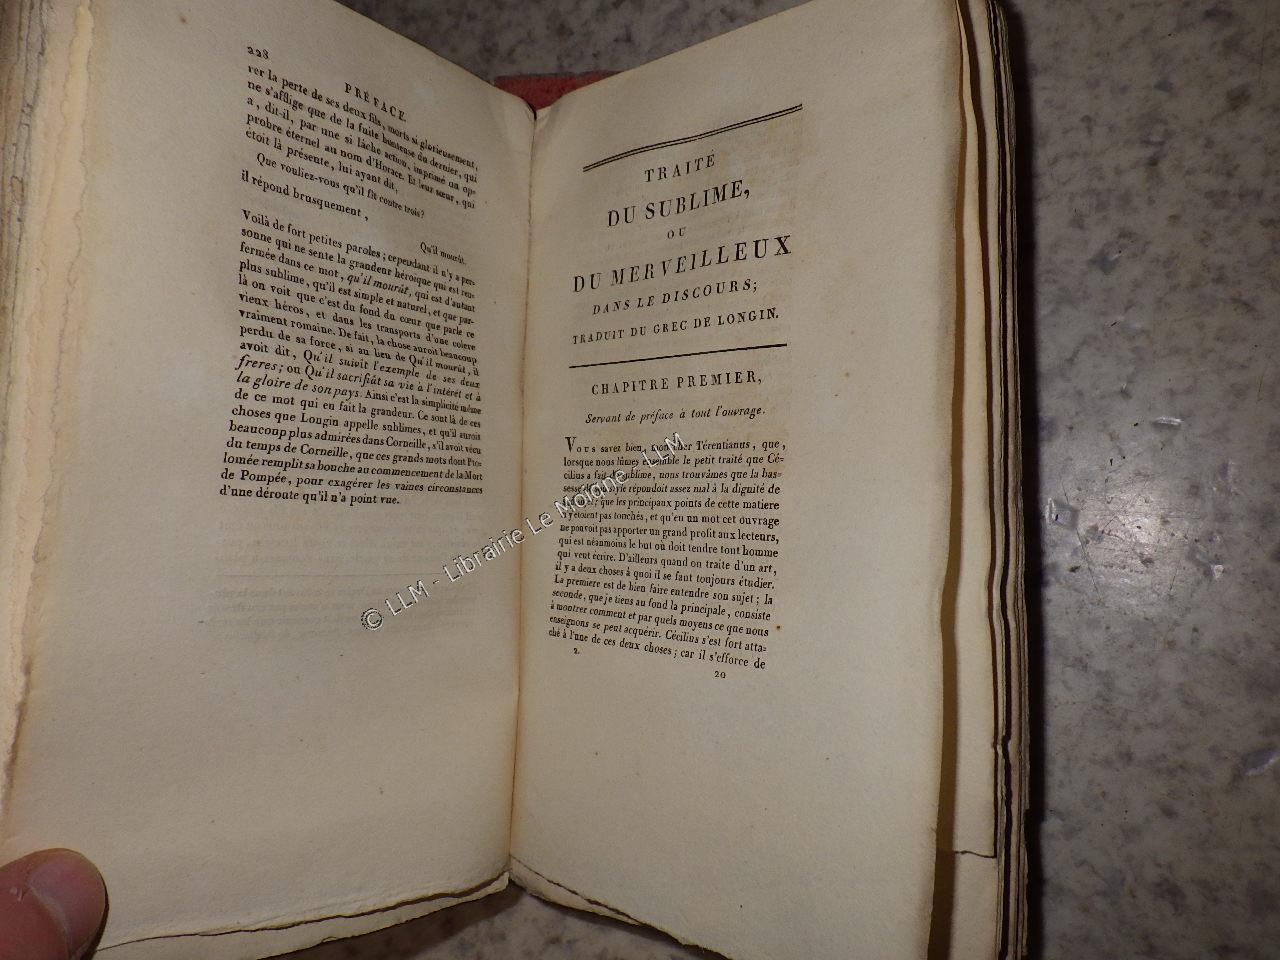 228
PRÉFACE.
rer la perte de ses deux fils, morts si glorieusement,
ne s'afflige que de la fuite honteuse du dernier, qui
a, dit-il, par une si lâche action, imprimé un op-
probre éternel au nom d'Horace. Et leur sœur, qui
étoit là présente, lui ayant dit,
Que vouliez-vous qu'il fît contre trois?
il répond brusquement,
Qu'il mourût.
Voilà de fort petites paroles; cependant il n'y a per-
sonne qui ne sente la grandeur héroïque qui est ren-
fermée dans ce mot, qu'il mourût, qui est d'autant
plus sublime, qu'il est simple et naturel, et que par-
là on voit que c'est du fond du cœur que parle ce
vieux héros, et dans les transports d'une colere
vraiment romaine. De fait, la chose auroit beaucoup
perdu de sa force, si au lieu de Qu'il mourût, il
avoit dit, Qu'il suivît l'exemple de ses deux
freres; ou Qu'il sacrifiât sa vie à l'intérêt et à
la gloire de son pays. Ainsi c'est la simplicité même
de ce mot qui en fait la grandeur. Ce sont là de ces
choses que Longin appelle sublimes, et qu'il auroit
beaucoup plus admirées dans Corneille, s'il avoit vécu
du temps de Corneille, que ces grands mots dont Pto-
lomée remplit sa bouche au commencement de la Mort
de Pompée, pour exagérer les vaines circonstances
d'une déroute qu'il n'a point vue.
TRAITÉ
DU SUBLIME,
OU
DU MERVEILLEUX
DANS LE DISCOURS;
TRADUIT DU GREC DE LONGIN.
CHAPITRE PREMIER,
Servant de préface à tout l'ouvrage.
Vous savez bien, mon cher Térentianus, que,
lorsque nous lûmes ensemble le petit traité que Cé-
cilius a fait du sublime, nous trouvâmes que la bas-
sesse de son style répondoit assez mal à la dignité de
son sujet; que les principaux points de cette matiere
n'y étoient pas touchés, et qu'en un mot cet ouvrage
ne pouvoit pas apporter un grand profit aux lecteurs,
qui est néanmoins le but où doit tendre tout homme
qui veut écrire. D'ailleurs quand on traite d'un art,
il y a deux choses à quoi il se faut toujours étudier.
La premiere est de bien faire entendre son sujet; la
seconde, que je tiens au fond la principale, consiste
à montrer comment et par quels moyens ce que nous
enseignons se peut acquérir. Cécilius s'est fort atta-
ché à l'une de ces deux choses; car il s'efforce de
2.
20
© LLM - Librairie Le Moigne - LLM